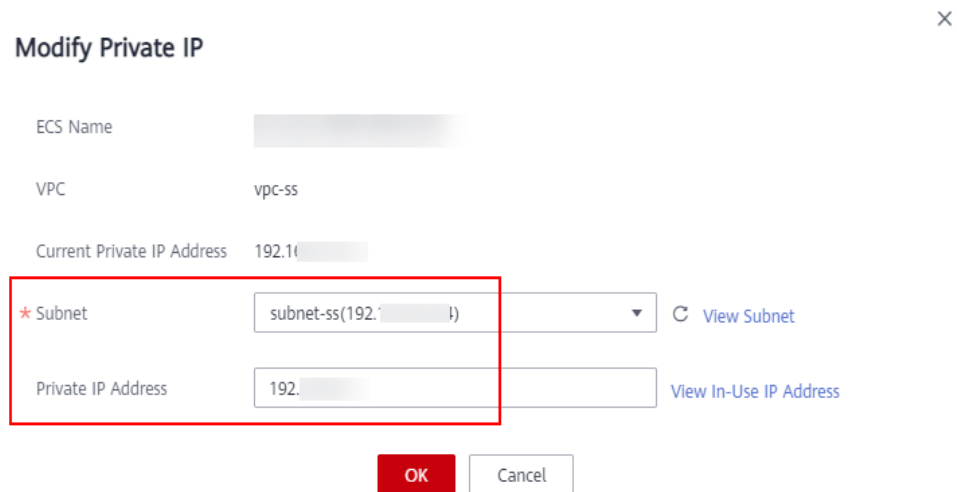 Modify Private IP
ECS Name
VPC vpc-ss
Current Private IP Address 192.1
* Subnet subnet-ss(192. 4) View Subnet
Private IP Address 192. View In-Use IP Address
OK Cancel